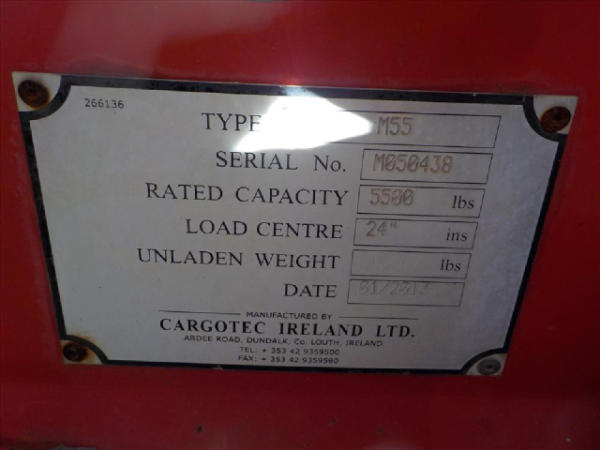 266136
TYPE M55
SERIAL No. M050438
RATED CAPACITY 5500 lbs
LOAD CENTRE 24" ins
UNLADEN WEIGHT lbs
DATE
MANUFACTURED BY
CARGOTEC IRELAND LTD.
ARDEE ROAD, DUNDALK, Co. LOUTH, IRELAND.
TEL: + 353 42 9359500
FAX: + 353 42 9359590